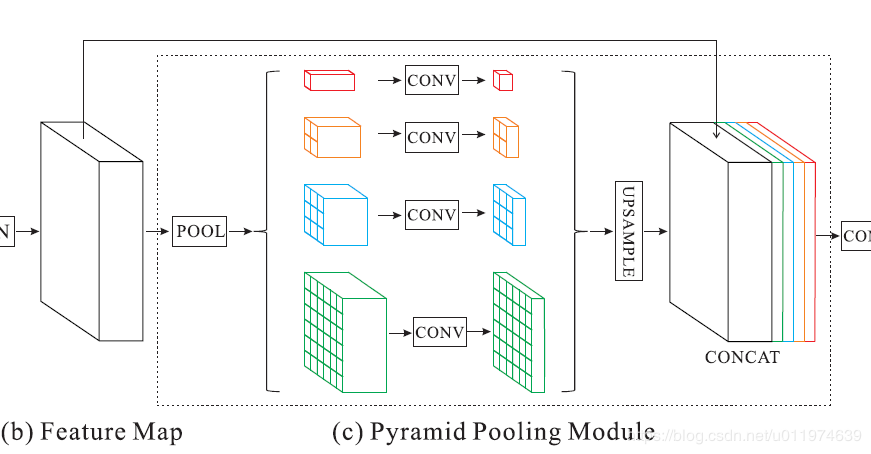 CONV
CONV
CONV
CONV
N
POOL
UPSAMPLE
CON
CONCAT
(b) Feature Map
(c) Pyramid Pooling Module
https://blog.csdn.net/u011974639